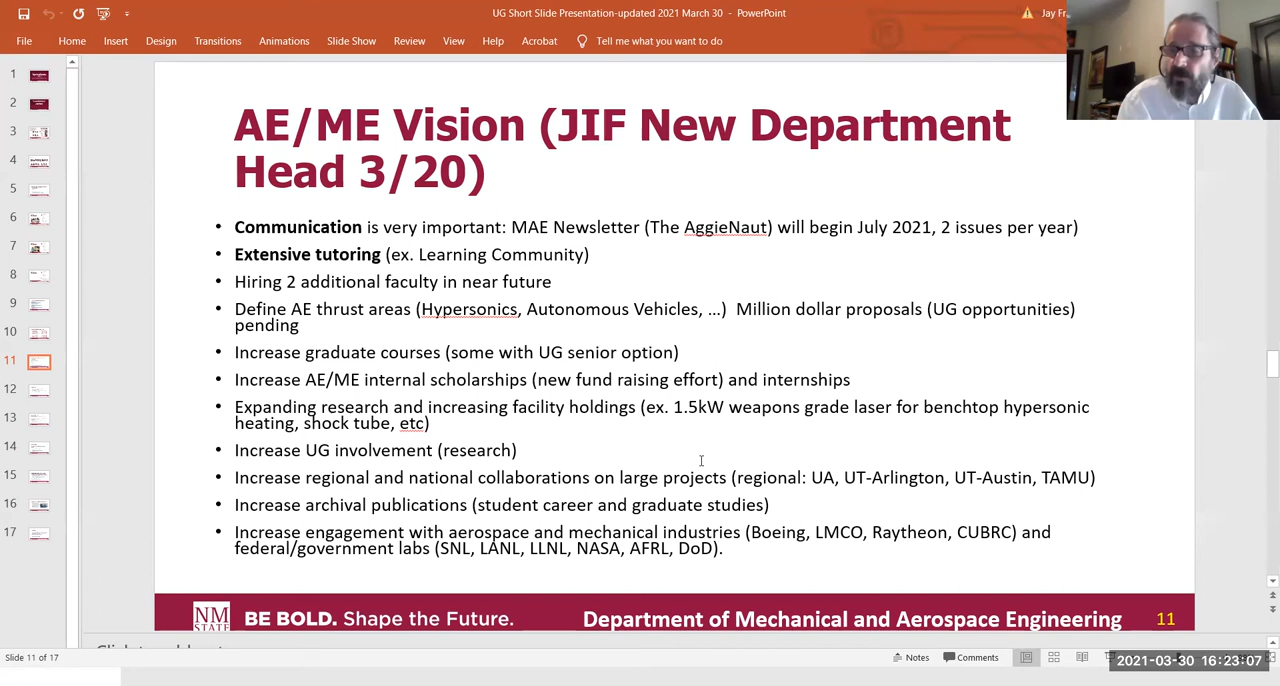 UG Short Slide Presentation-updated 2021 March 30 - PowerPoint
Jay Fr
File Home Insert Design Transitions Animations Slide Show Review View Help Acrobat Tell me what you want to do
1
2
3
4
5
6
7
8
9
10
11
12
13
14
15
16
17
AE/ME Vision (JIF New Department
Head 3/20)
• Communication is very important: MAE Newsletter (The AggieNaut) will begin July 2021, 2 issues per year)
• Extensive tutoring (ex. Learning Community)
• Hiring 2 additional faculty in near future
• Define AE thrust areas (Hypersonics, Autonomous Vehicles, ...) Million dollar proposals (UG opportunities)
pending
• Increase graduate courses (some with UG senior option)
• Increase AE/ME internal scholarships (new fund raising effort) and internships
• Expanding research and increasing facility holdings (ex. 1.5kW weapons grade laser for benchtop hypersonic
heating, shock tube, etc)
• Increase UG involvement (research)
• Increase regional and national collaborations on large projects (regional: UA, UT-Arlington, UT-Austin, TAMU)
• Increase archival publications (student career and graduate studies)
• Increase engagement with aerospace and mechanical industries (Boeing, LMCO, Raytheon, CUBRC) and
federal/government labs (SNL, LANL, LLNL, NASA, AFRL, DoD).
NM
STATE
BE BOLD. Shape the Future.
Department of Mechanical and Aerospace Engineering
11
Slide 11 of 17
Notes Comments
2021-03-30 16:23:07